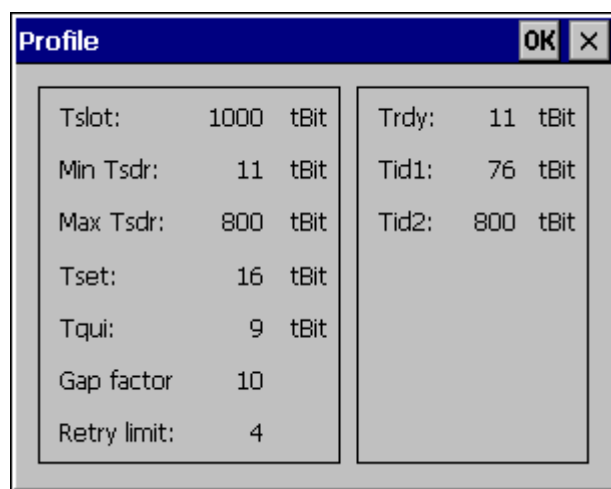 Profile OK ×
Tslot: 1000 tBit
Min Tsdr: 11 tBit
Max Tsdr: 800 tBit
Tset: 16 tBit
Tqui: 9 tBit
Gap factor 10
Retry limit: 4
Trdy: 11 tBit
Tid1: 76 tBit
Tid2: 800 tBit